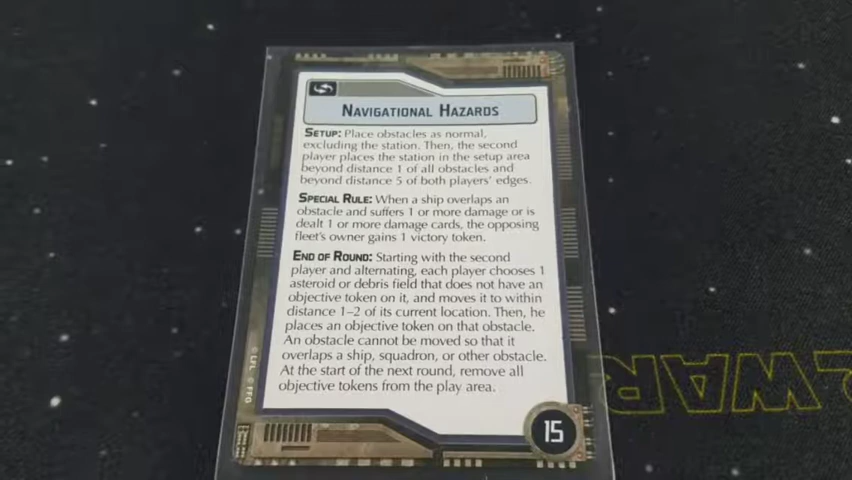 NAVIGATIONAL HAZARDS
SETUP: Place obstacles as normal,
excluding the station. Then, the second
player places the station in the setup area
beyond distance 1 of all obstacles and
beyond distance 5 of both players' edges.
SPECIAL RULE: When a ship overlaps an
obstacle and suffers 1 or more damage or is
dealt 1 or more damage cards, the opposing
fleet's owner gains 1 victory token.
END OF ROUND: Starting with the second
player and alternating, each player chooses 1
asteroid or debris field that does not have an
objective token on it, and moves it to within
distance 1–2 of its current location. Then, he
places an objective token on that obstacle.
An obstacle cannot be moved so that it
overlaps a ship, squadron, or other obstacle.
At the start of the next round, remove all
objective tokens from the play area.
© LFL © FFG
15
WAR